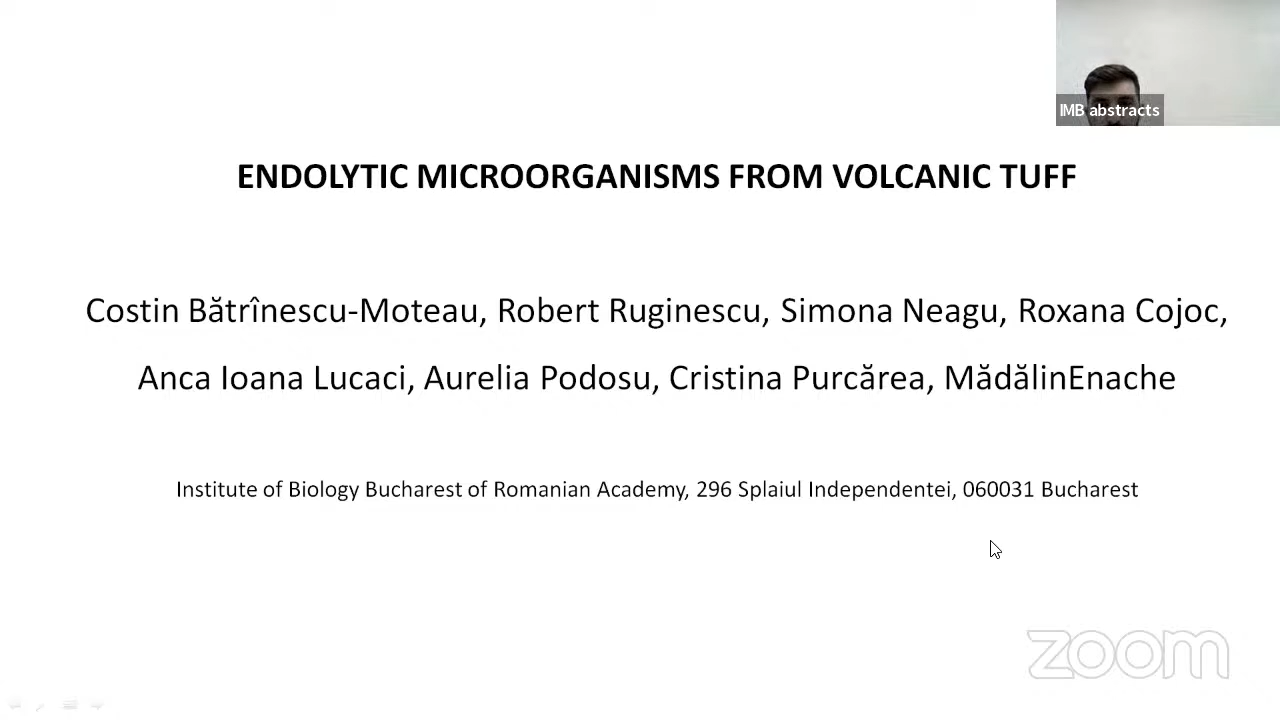 IMB abstracts
ENDOLYTIC MICROORGANISMS FROM VOLCANIC TUFF
Costin Bătrînescu-Moteau, Robert Ruginescu, Simona Neagu, Roxana Cojoc,
Anca Ioana Lucaci, Aurelia Podosu, Cristina Purcărea, MădălinEnache
Institute of Biology Bucharest of Romanian Academy, 296 Splaiul Independentei, 060031 Bucharest
zoom